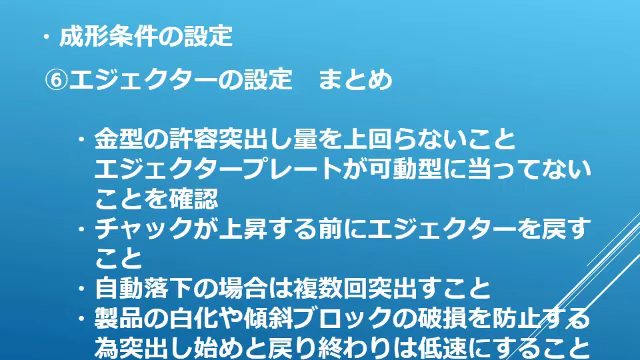 ・成形条件の設定
⑥エジェクターの設定　まとめ
・金型の許容突出し量を上回らないこと
エジェクタープレートが可動型に当ってない
ことを確認
・チャックが上昇する前にエジェクターを戻す
こと
・自動落下の場合は複数回突出すこと
・製品の白化や傾斜ブロックの破損を防止する
為突出し始めと戻り終わりは低速にすること